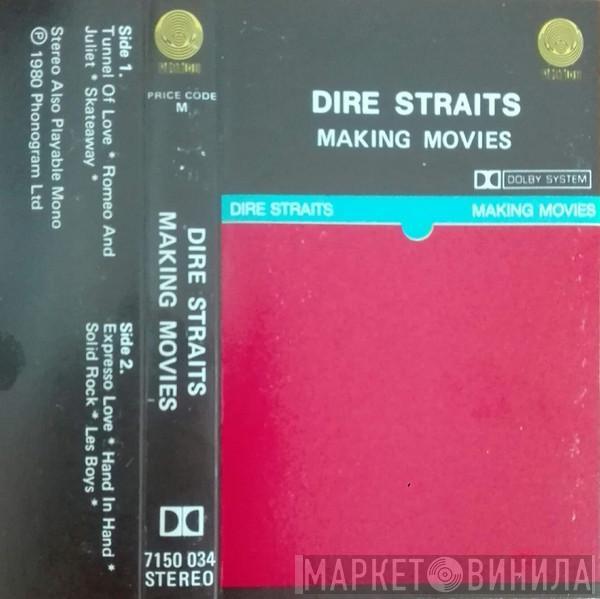 Side 1.
Tunnel Of Love * Romeo And
Juliet * Skateaway *
Stereo Also Playable Mono
℗ 1980 Phonogram Ltd
Side 2.
Expresso Love * Hand In Hand *
Solid Rock * Les Boys *
PRICE CODE
M
DIRE STRAITS
MAKING MOVIES
7150 034
STEREO
DIRE STRAITS
MAKING MOVIES
DOLBY SYSTEM
DIRE STRAITS
MAKING MOVIES
МАРКЕТ ВИНИЛА